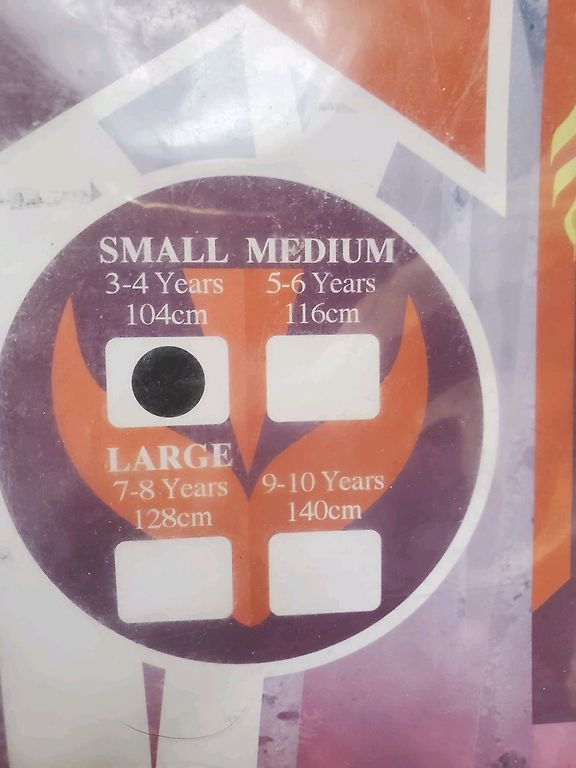 SMALL MEDIUM
3-4 Years 5-6 Years
104cm 116cm
LARGE
7-8 Years 9-10 Years
128cm 140cm